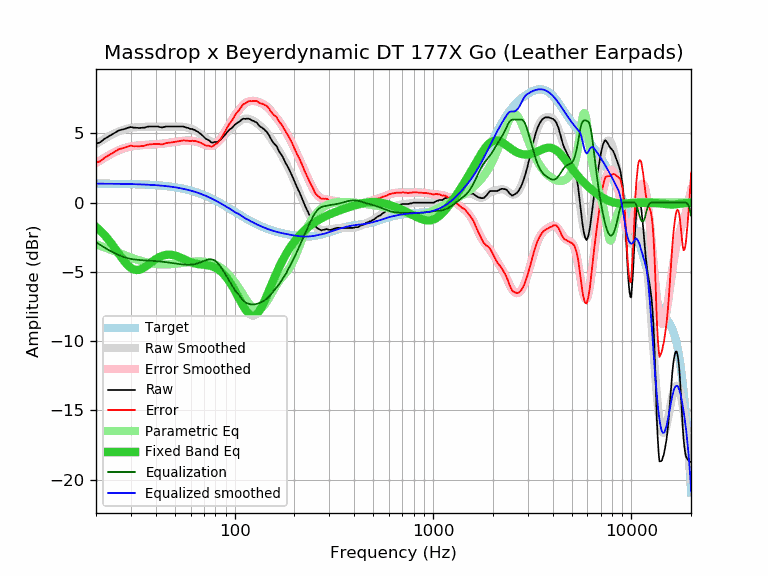 Massdrop x Beyerdynamic DT 177X Go (Leather Earpads)
5
0
−5
−10
−15
−20
Amplitude (dBr)
Target
Raw Smoothed
Error Smoothed
Raw
Error
Parametric Eq
Fixed Band Eq
Equalization
Equalized smoothed
100 1000 10000
Frequency (Hz)